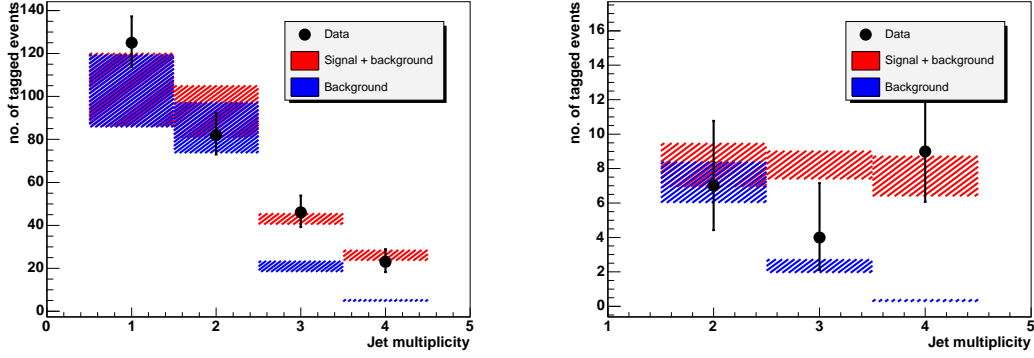 no. of tagged events
140
120
100
80
60
40
20
0
0 1 2 3 4 5
Jet multiplicity
Data
Signal + background
Background
no. of tagged events
16
14
12
10
8
6
4
2
0
1 2 3 4 5
Jet multiplicity
Data
Signal + background
Background